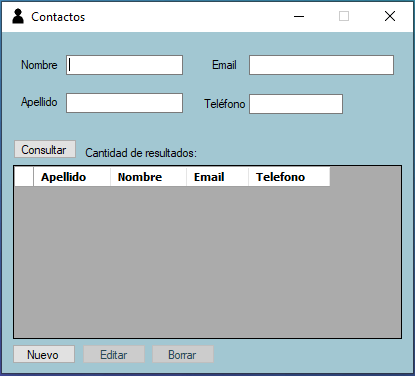 Contactos
Nombre Email
Apellido Teléfono
Consultar Cantidad de resultados:
Apellido Nombre Email Telefono
Nuevo Editar Borrar